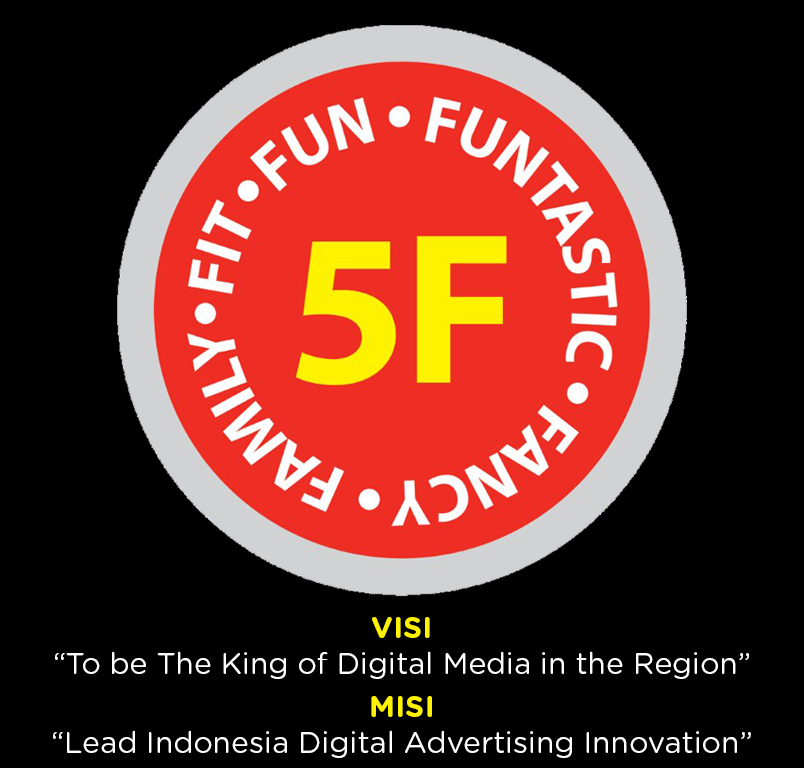 FAMILY • FIT • FUN • FUNTASTIC • FANCY •
5F
VISI
“To be The King of Digital Media in the Region”
MISI
“Lead Indonesia Digital Advertising Innovation”